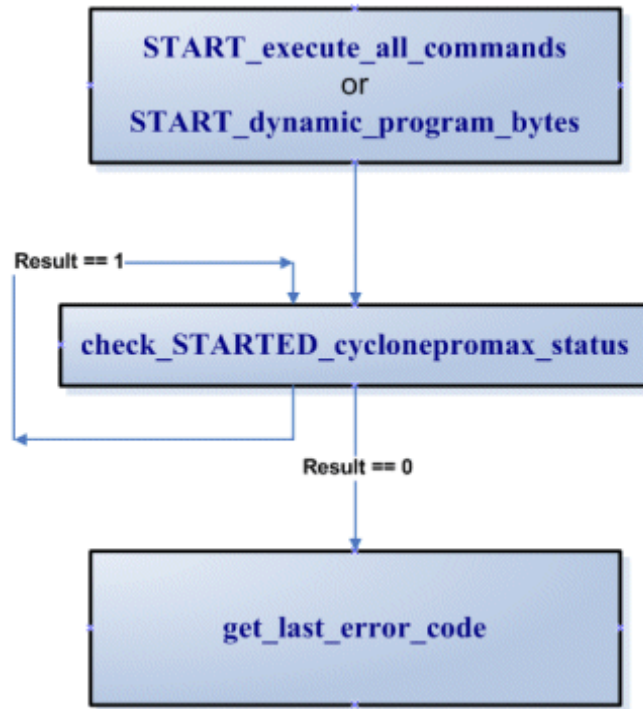 START_execute_all_commands
or
START_dynamic_program_bytes
Result == 1
check_STARTED_cyclonepromax_status
Result == 0
get_last_error_code